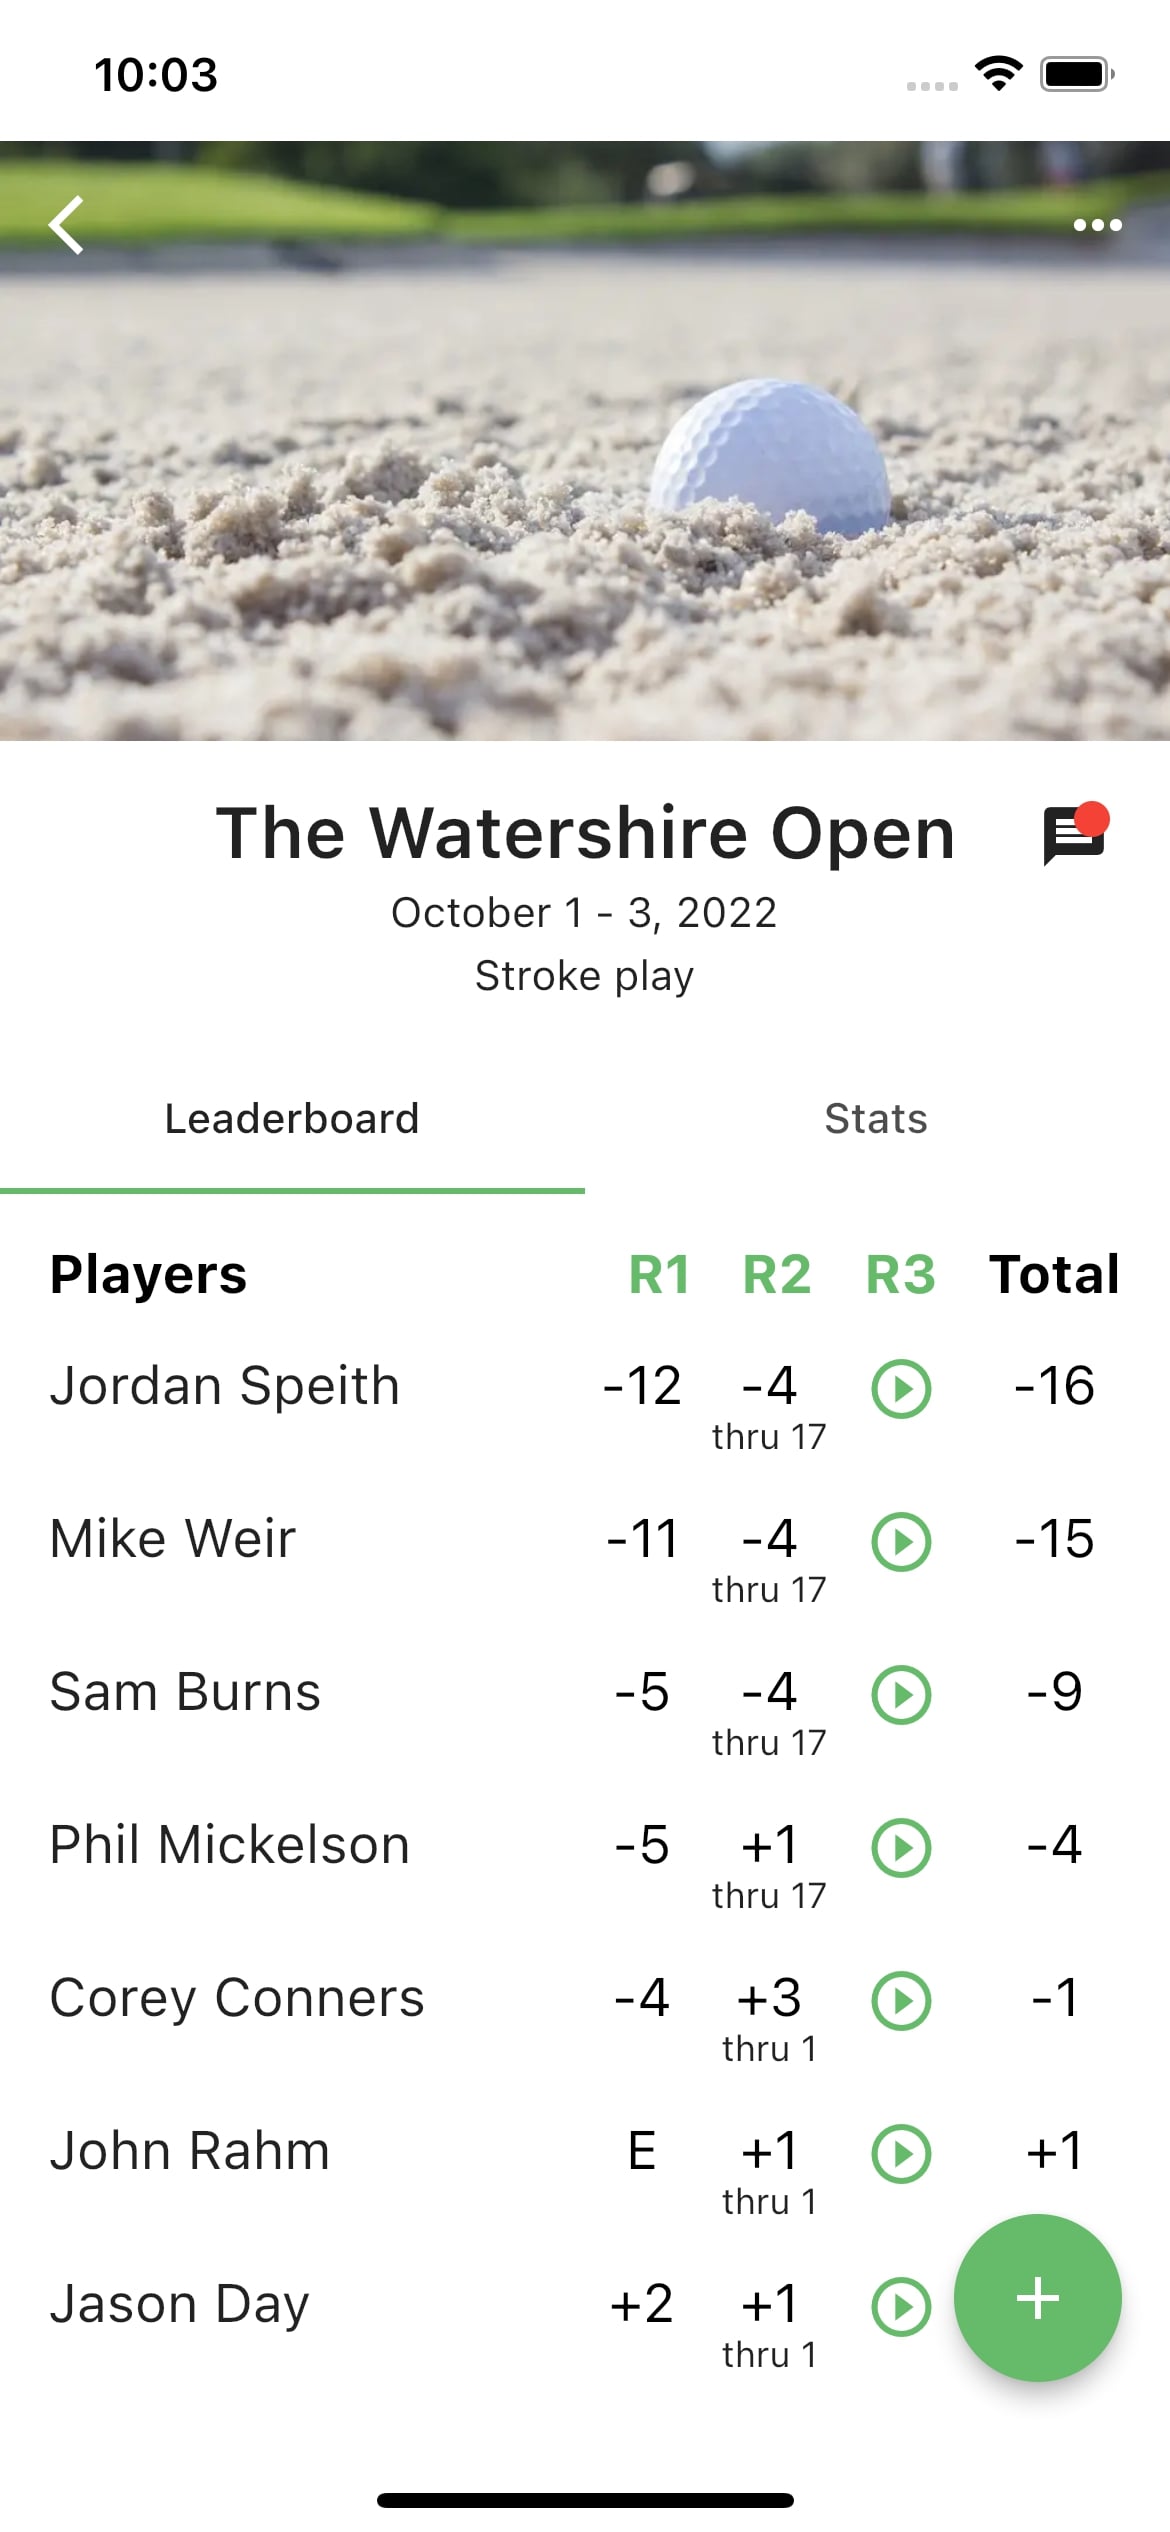 10:03
The Watershire Open
October 1 - 3, 2022
Stroke play
Leaderboard Stats
Players R1 R2 R3 Total
Jordan Speith -12 -4 -16
thru 17
Mike Weir -11 -4 -15
thru 17
Sam Burns -5 -4 -9
thru 17
Phil Mickelson -5 +1 -4
thru 17
Corey Conners -4 +3 -1
thru 1
John Rahm E +1 +1
thru 1
Jason Day +2 +1
thru 1